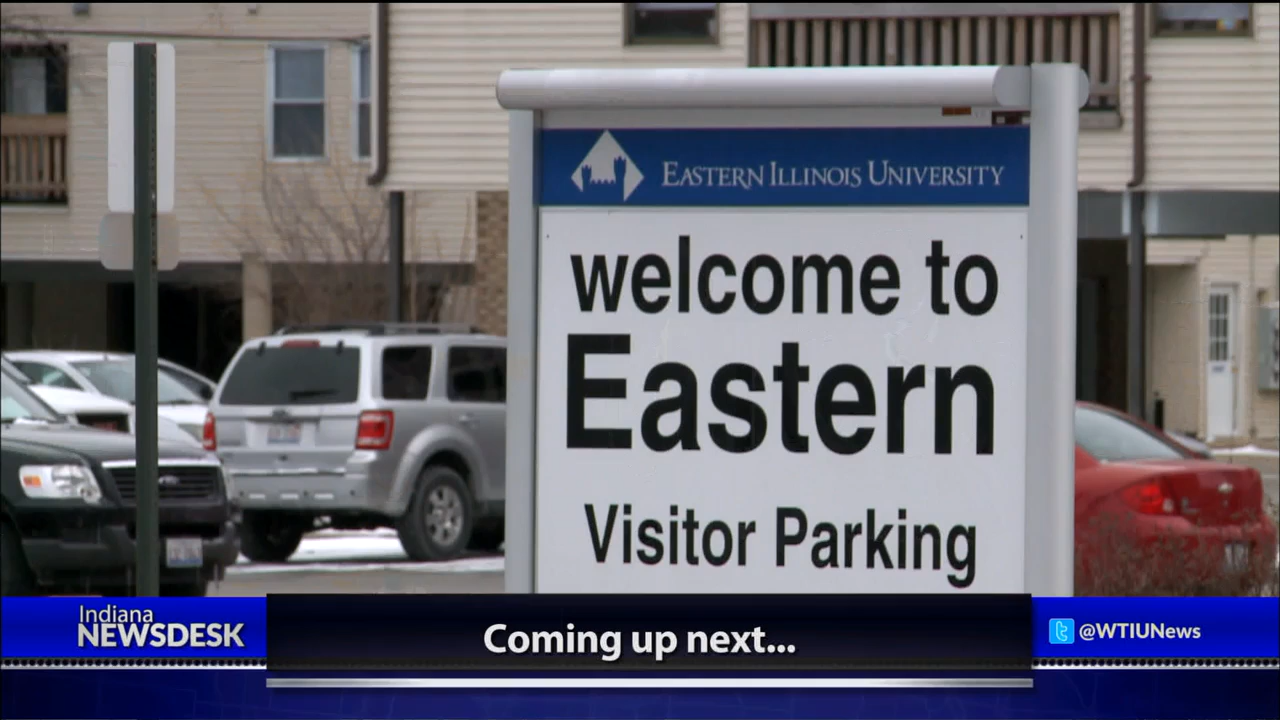 EASTERN ILLINOIS UNIVERSITY
welcome to
Eastern
Visitor Parking
Indiana
NEWSDESK
Coming up next...
@WTIUNews